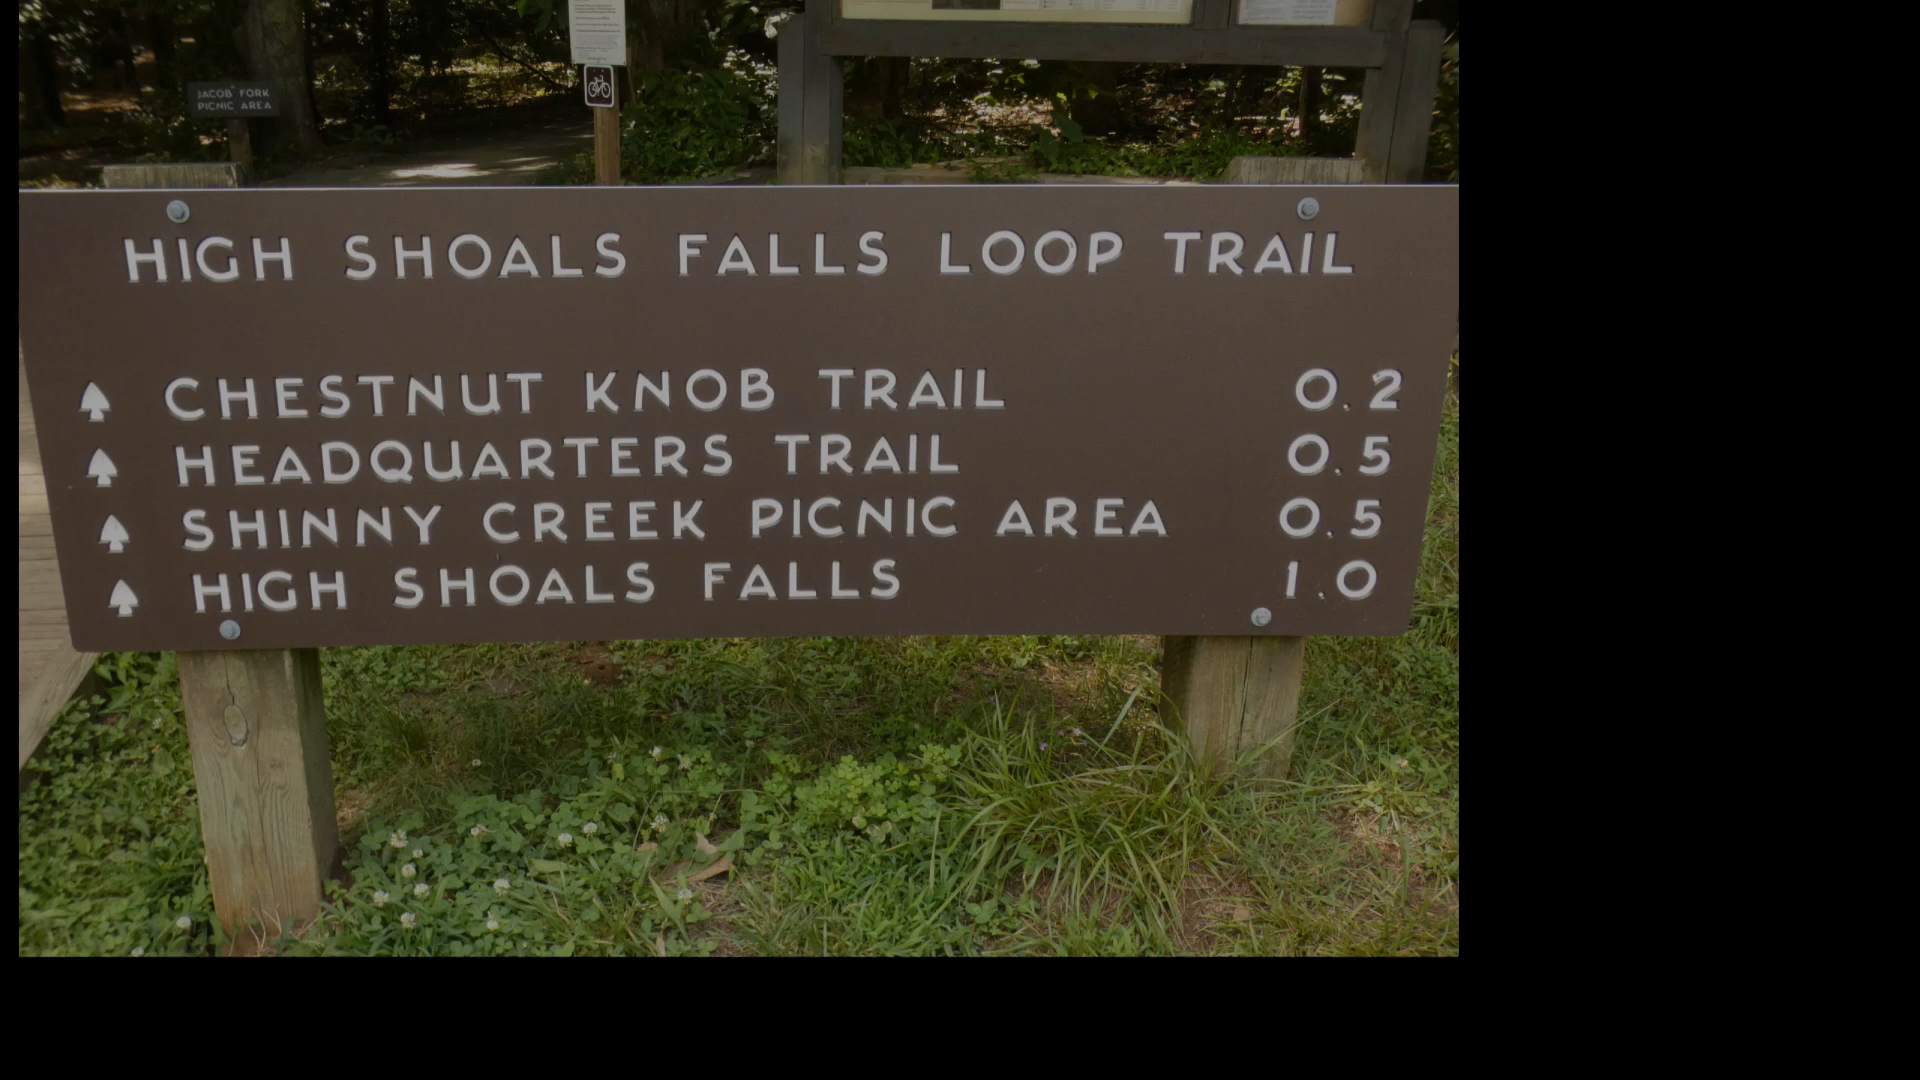 JACOB FORK
PICNIC AREA
HIGH SHOALS FALLS LOOP TRAIL
CHESTNUT KNOB TRAIL 0.2
HEADQUARTERS TRAIL 0.5
SHINNY CREEK PICNIC AREA 0.5
HIGH SHOALS FALLS 1.0